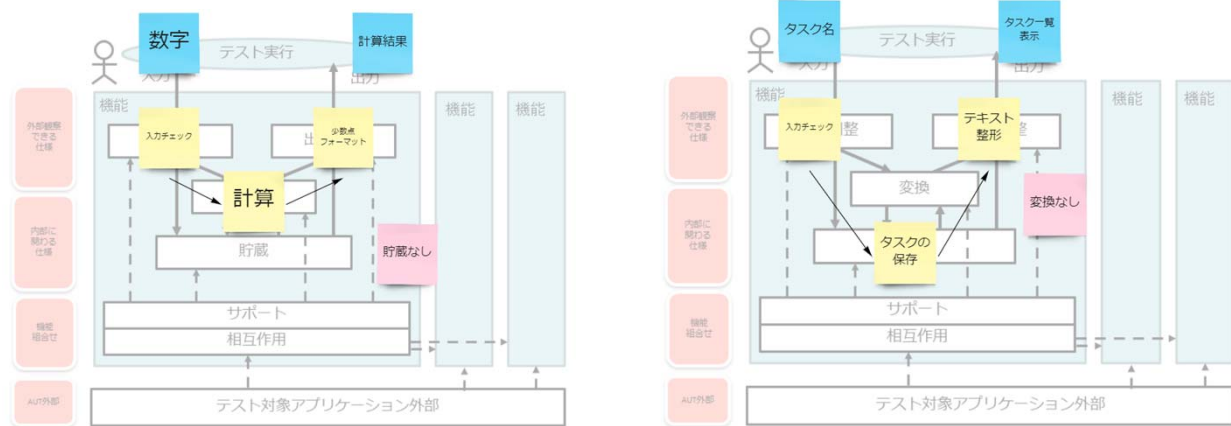 数字
テスト実行
計算結果
入力
出力
機能
機能
機能
外部観察
できる
仕様
入力チェック
出
少数点
フォーマット
計算
内部に
関わる
仕様
貯蔵
貯蔵なし
サポート
機能
組合せ
相互作用
AUT外部
テスト対象アプリケーション外部
タスク名
テスト実行
タスク一覧
表示
入力
出力
機能
機能
機能
外部観察
できる
仕様
入力チェック
調整
テキスト
整形
整
変換
変換なし
内部に
関わる
仕様
タスクの
保存
サポート
機能
組合せ
相互作用
AUT外部
テスト対象アプリケーション外部